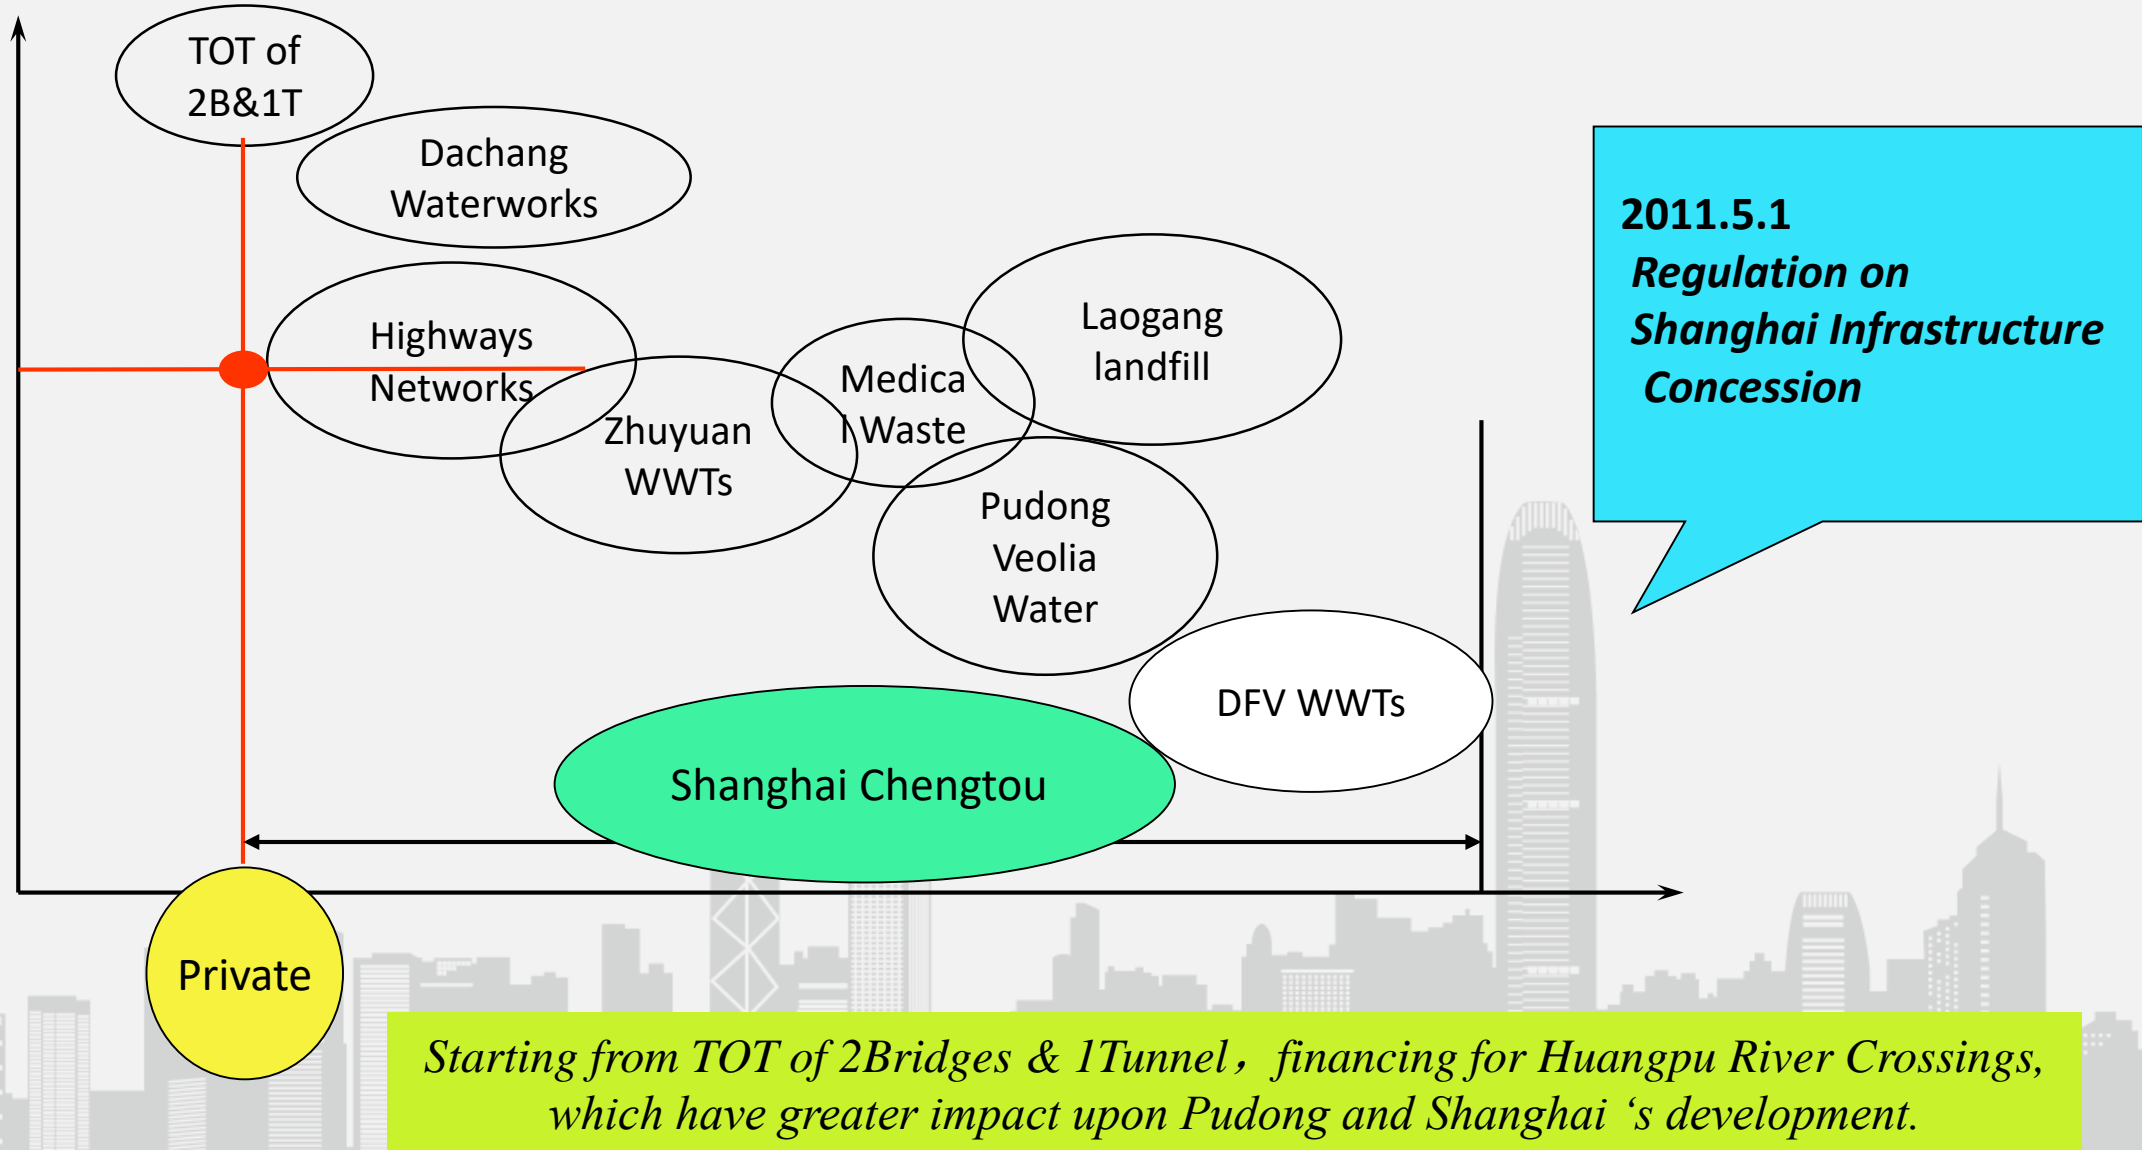 TOT of
2B&1T
Dachang
Waterworks
Highways
Networks
Zhuyuan
WWTs
Medica
l Waste
Laogang
landfill
Pudong
Veolia
Water
DFV WWTs
Shanghai Chengtou
Private
2011.5.1
Regulation on
Shanghai Infrastructure
Concession
Starting from TOT of 2Bridges & 1Tunnel，financing for Huangpu River Crossings,
which have greater impact upon Pudong and Shanghai ‘s development.